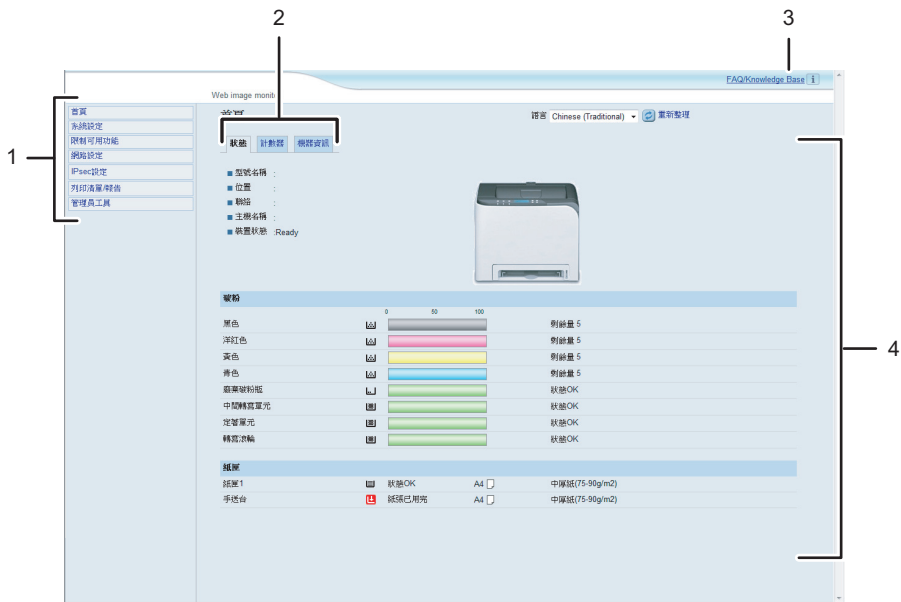 2
3
FAQ/Knowledge Base
Web image monitor
1
首頁
系統設定
限制可用功能
網路設定
IPsec設定
列印清單/報告
管理員工具
首頁
語言 Chinese (Traditional) 重新整理
狀態 計數器 機器資訊
型號名稱 :
位置 :
聯絡 :
主機名稱 :
裝置狀態 :Ready
碳粉
0 50 100
黑色 剩餘量 5
洋紅色 剩餘量 5
黃色 剩餘量 5
青色 剩餘量 5
廢棄碳粉瓶 狀態OK
中間轉寫單元 狀態OK
定著單元 狀態OK
轉寫滾輪 狀態OK
4
紙匣
紙匣1 狀態OK A4 中厚紙(75-90g/m2)
手送台 紙張已用完 A4 中厚紙(75-90g/m2)